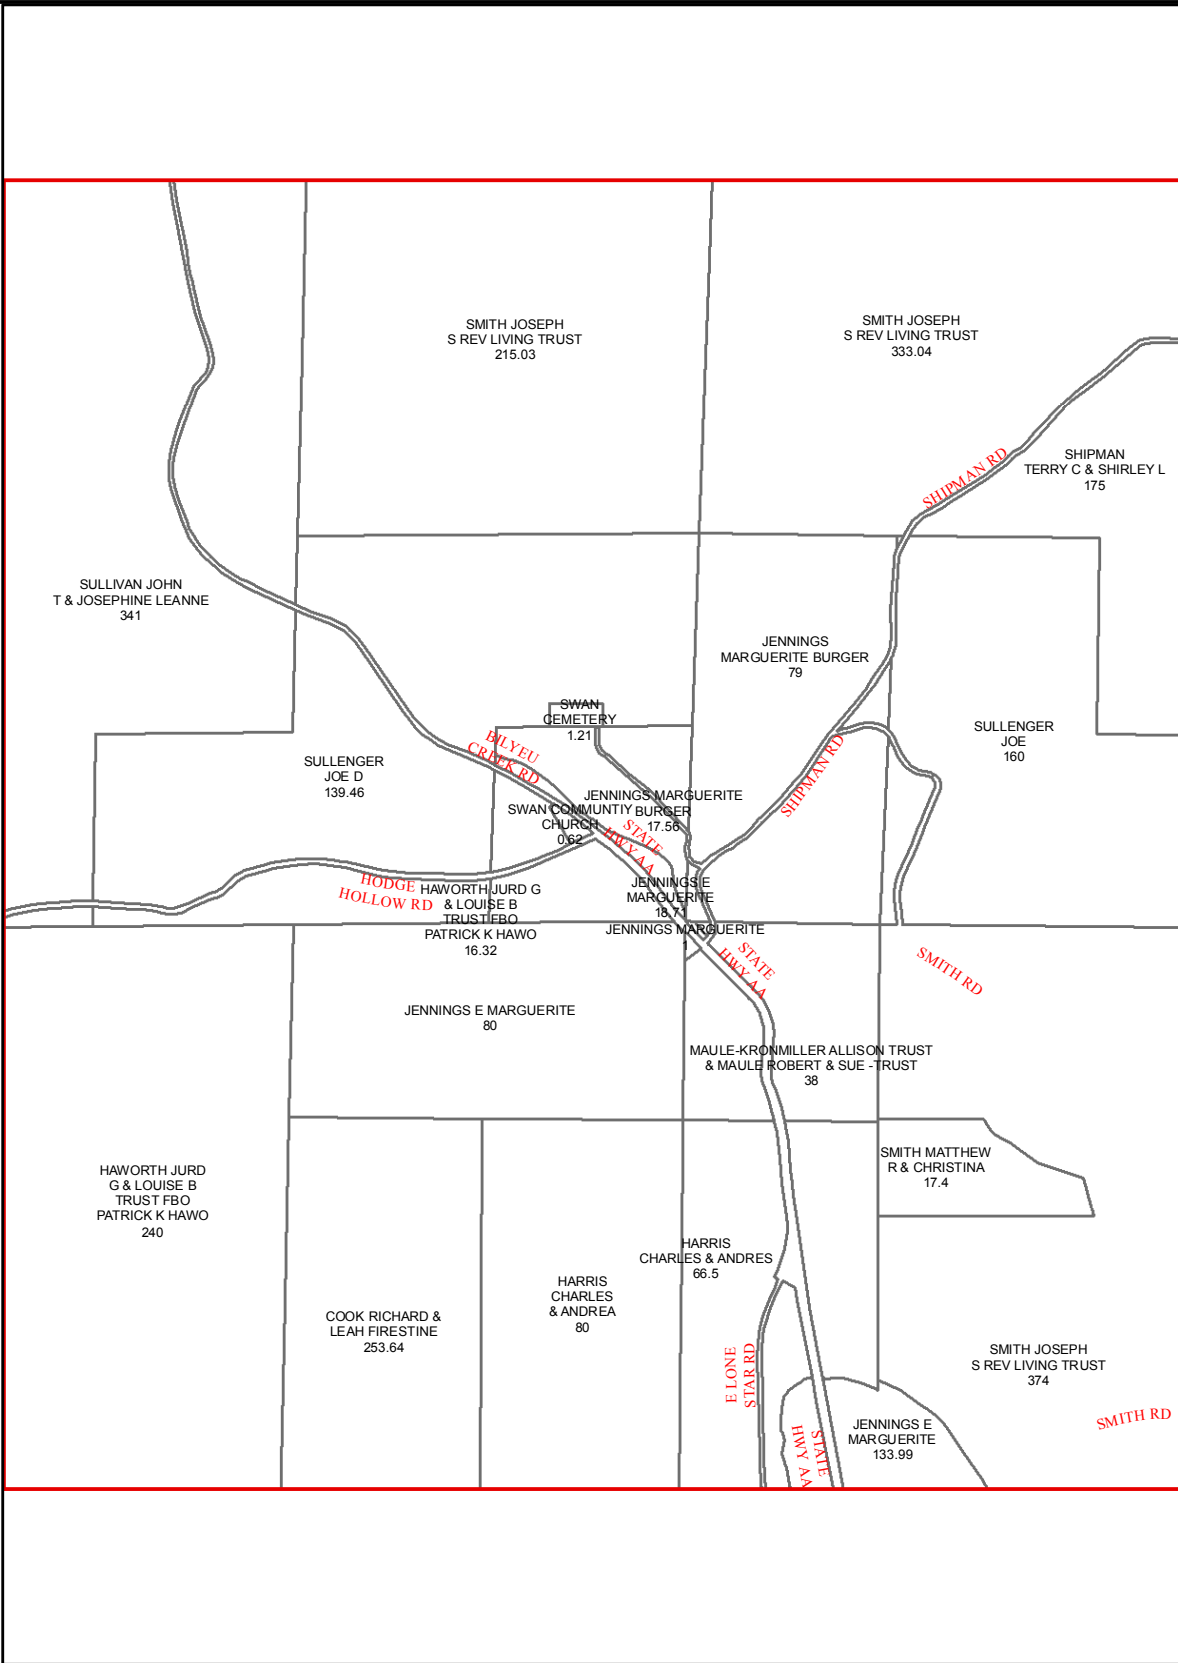 SMITH JOSEPH
S REV LIVING TRUST
215.03
SMITH JOSEPH
S REV LIVING TRUST
333.04
SHIPMAN RD
SHIPMAN
TERRY C & SHIRLEY L
175
SULLIVAN JOHN
T & JOSEPHINE LEANNE
341
JENNINGS
MARGUERITE BURGER
79
SWAN
CEMETERY
1.21
SULLENGER
JOE
160
SULLENGER
JOE D
139.46
BILYEU
CREEK RD
SHIPMAN RD
JENNINGS MARGUERITE
BURGER
17.56
SWAN COMMUNTIY
CHURCH
0.62
STATE
HWY AA
HODGE
HOLLOW RD
HAWORTH JURD G
& LOUISE B
TRUST FBO
PATRICK K HAWO
16.32
JENNINGS E
MARGUERITE
18.71
JENNINGS MARGUERITE
1
STATE
HWY AA
SMITH RD
JENNINGS E MARGUERITE
80
MAULE-KRONMILLER ALLISON TRUST
& MAULE ROBERT & SUE -TRUST
38
SMITH MATTHEW
R & CHRISTINA
17.4
HAWORTH JURD
G & LOUISE B
TRUST FBO
PATRICK K HAWO
240
HARRIS
CHARLES & ANDRES
66.5
HARRIS
CHARLES
& ANDREA
80
COOK RICHARD &
LEAH FIRESTINE
253.64
E LONE
STAR RD
SMITH JOSEPH
S REV LIVING TRUST
374
SMITH RD
JENNINGS E
MARGUERITE
133.99
STATE
HWY AA